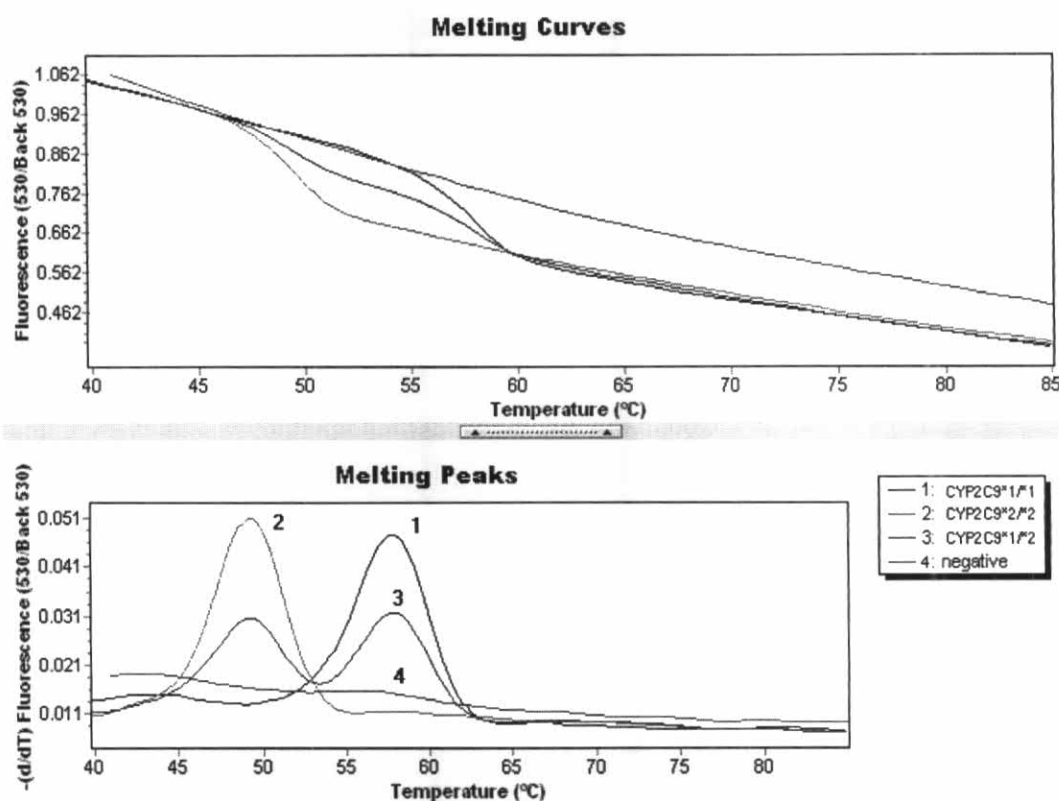 Melting Curves
Fluorescence (530/Back 530)
1.062
0.962
0.862
0.762
0.662
0.562
0.462
40 45 50 55 60 65 70 75 80 85
Temperature (ºC)
Melting Peaks
-(d/dT) Fluorescence (530/Back 530)
0.051
0.041
0.031
0.021
0.011
2
1
3
4
40 45 50 55 60 65 70 75 80
Temperature (ºC)
1: CYP2C9*1/*1
2: CYP2C9*2/*2
3: CYP2C9*1/*2
4: negative